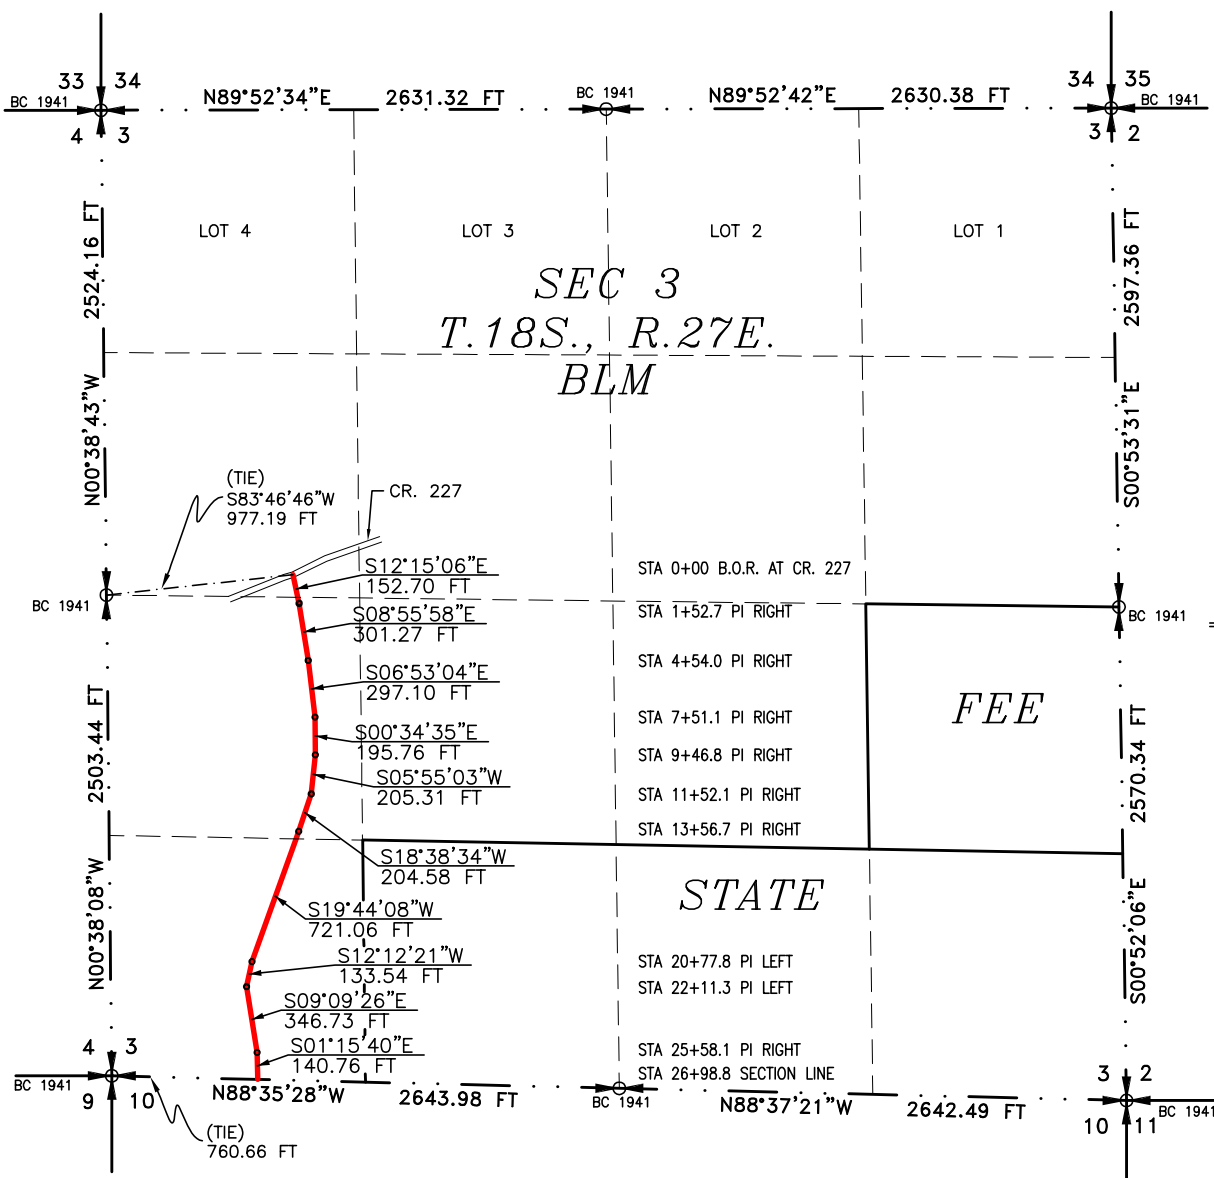 33 34
BC 1941
4 3
N89°52'34"E 2631.32 FT
BC 1941
N89°52'42"E 2630.38 FT
34 35
BC 1941
3 2
LOT 4
LOT 3
LOT 2
LOT 1
2524.16 FT
N00°38'43"W
2597.36 FT
S00°53'31"E
SEC 3
T.18S., R.27E.
BLM
(TIE)
S83°46'46"W
977.19 FT
CR. 227
BC 1941
S12°15'06"E
152.70 FT
S08°55'58"E
301.27 FT
S06°53'04"E
297.10 FT
S00°34'35"E
195.76 FT
S05°55'03"W
205.31 FT
S18°38'34"W
204.58 FT
S19°44'08"W
721.06 FT
S12°12'21"W
133.54 FT
S09°09'26"E
346.73 FT
S01°15'40"E
140.76 FT
STA 0+00 B.O.R. AT CR. 227
STA 1+52.7 PI RIGHT
STA 4+54.0 PI RIGHT
STA 7+51.1 PI RIGHT
STA 9+46.8 PI RIGHT
STA 11+52.1 PI RIGHT
STA 13+56.7 PI RIGHT
STA 20+77.8 PI LEFT
STA 22+11.3 PI LEFT
STA 25+58.1 PI RIGHT
STA 26+98.8 SECTION LINE
BC 1941
FEE
STATE
2503.44 FT
N00°38'08"W
2570.34 FT
S00°52'06"E
4 3
BC 1941
9 10
N88°35'28"W 2643.98 FT
BC 1941
N88°37'21"W 2642.49 FT
3 2
BC 1941
10 11
(TIE)
760.66 FT